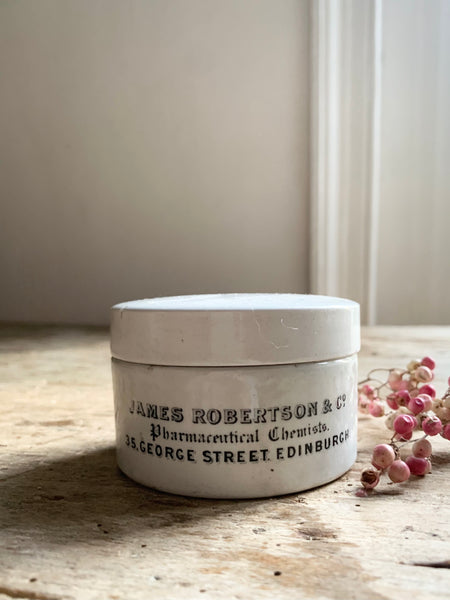 JAMES ROBERTSON & Co.
Pharmaceutical Chemists.
35, GEORGE STREET, EDINBURGH